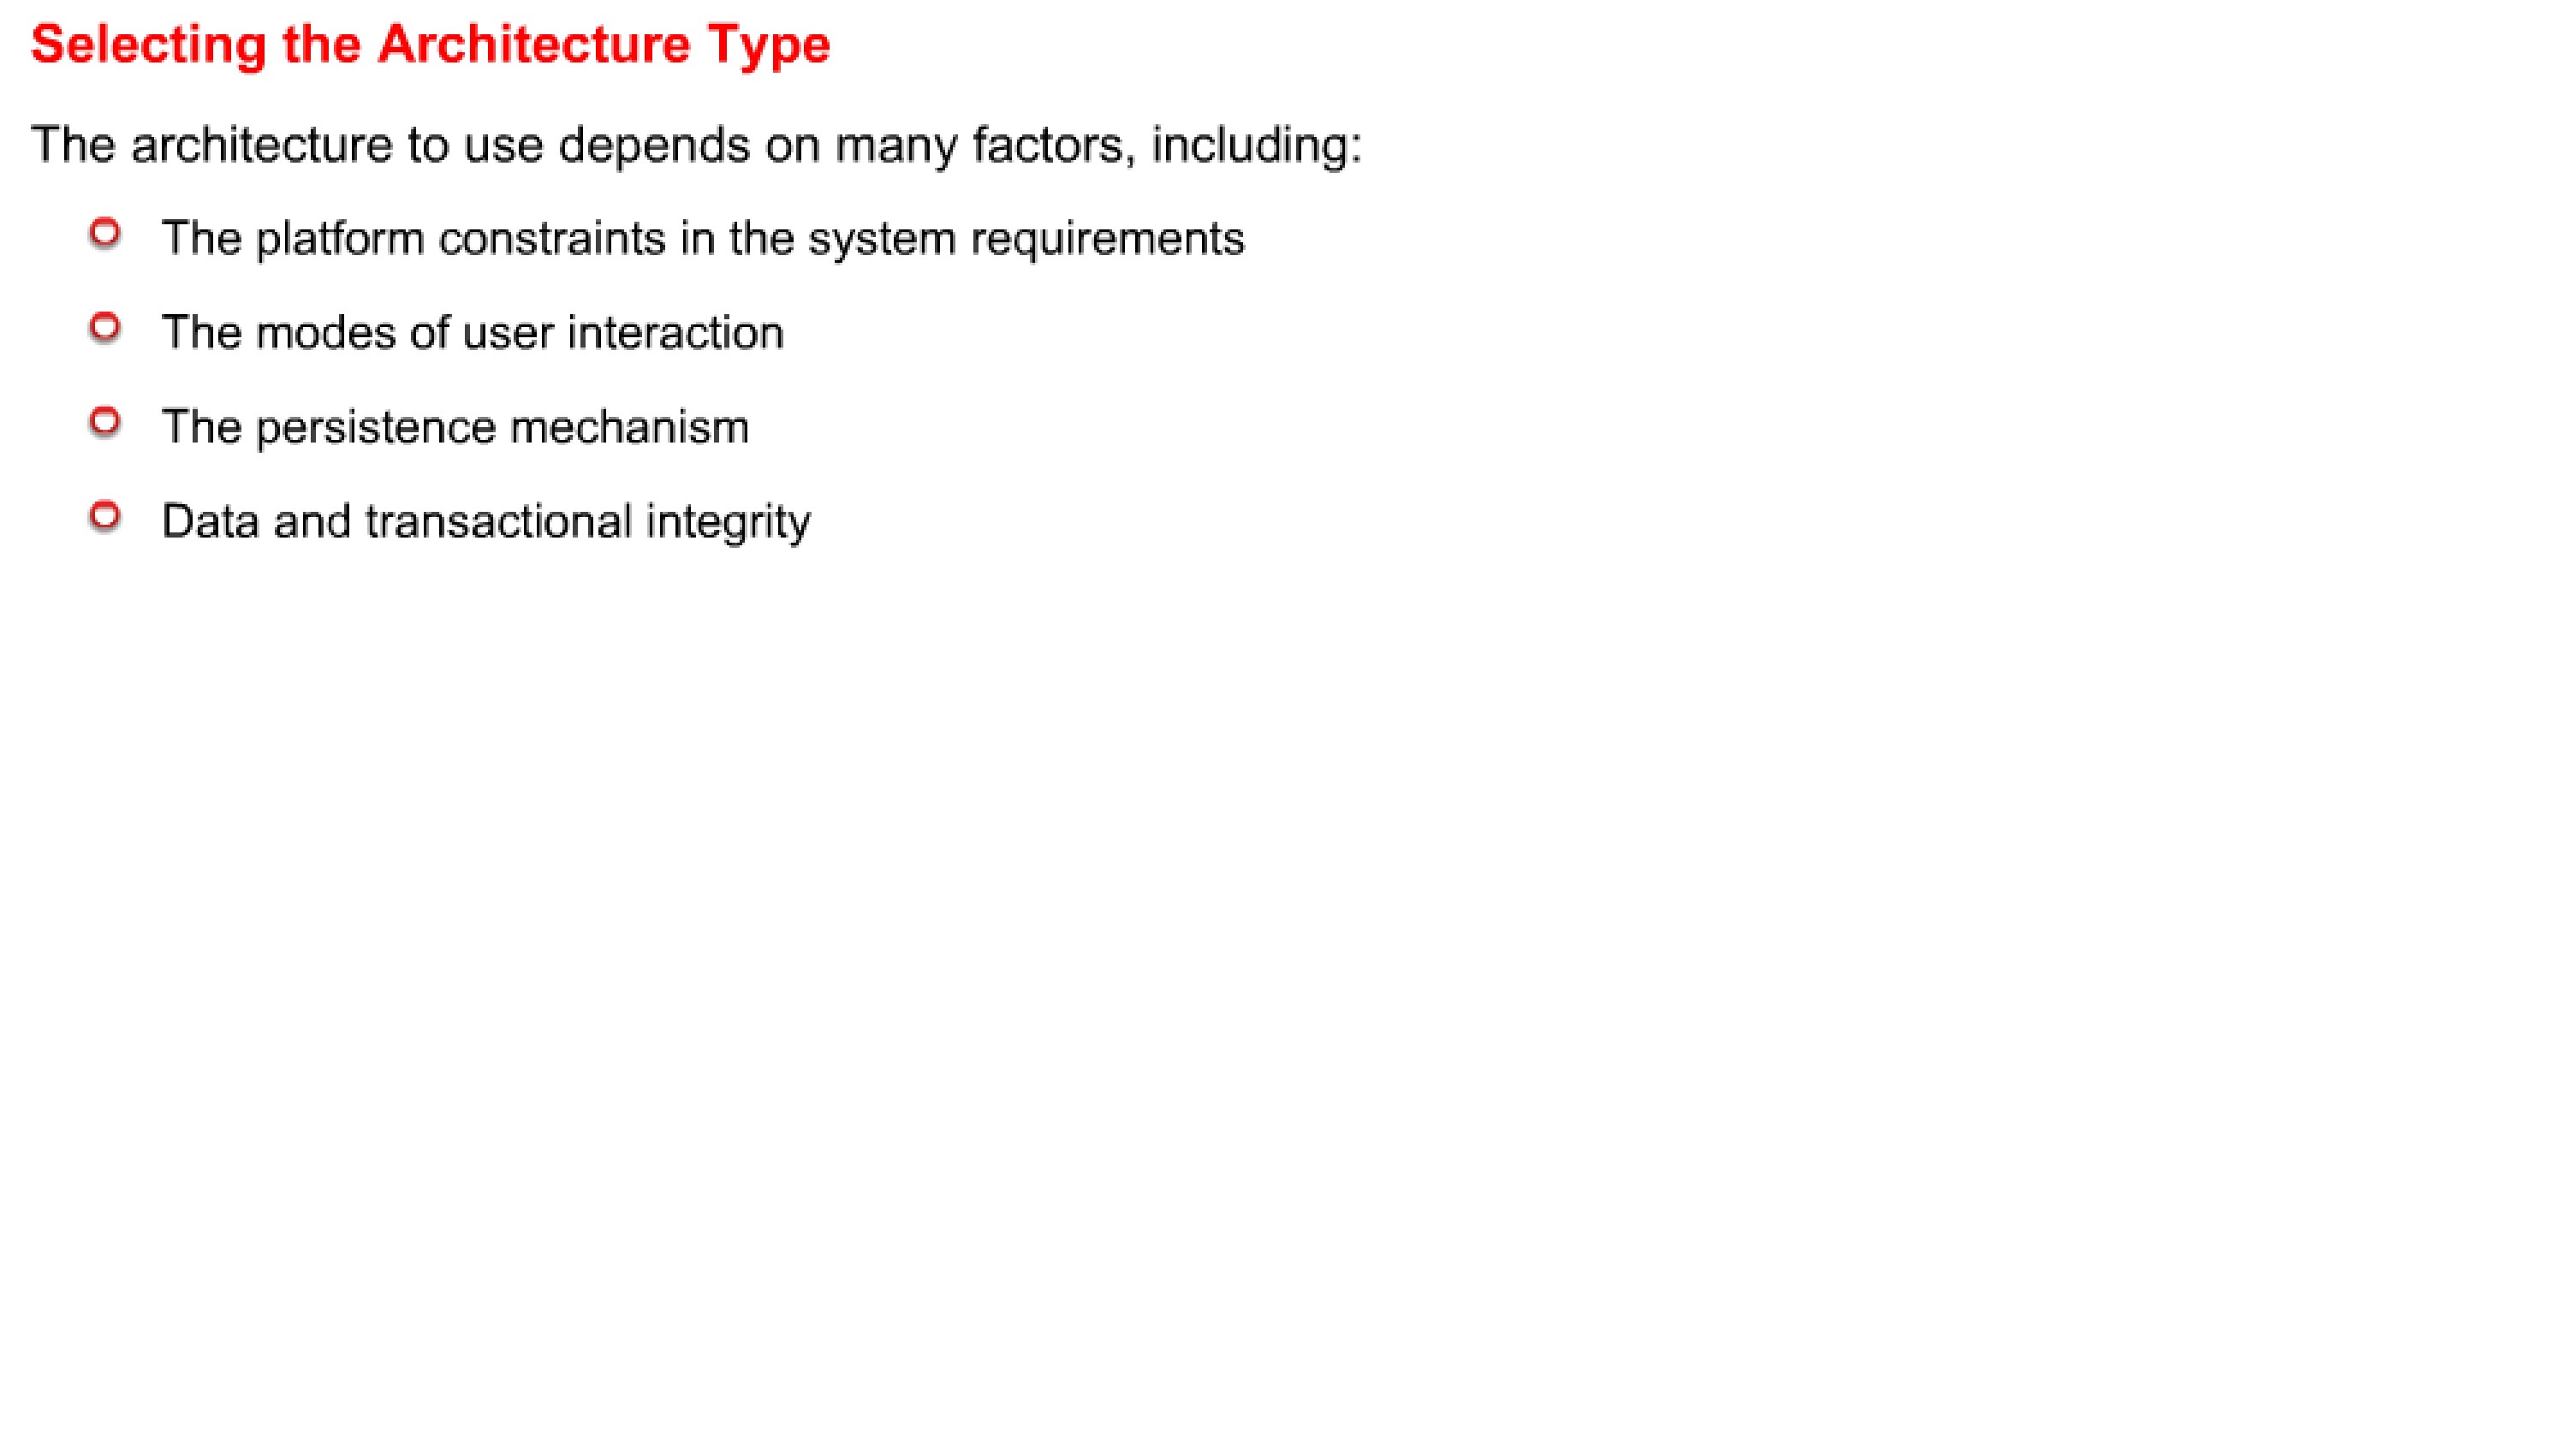 Selecting the Architecture Type
The architecture to use depends on many factors, including:
The platform constraints in the system requirements
The modes of user interaction
The persistence mechanism
Data and transactional integrity